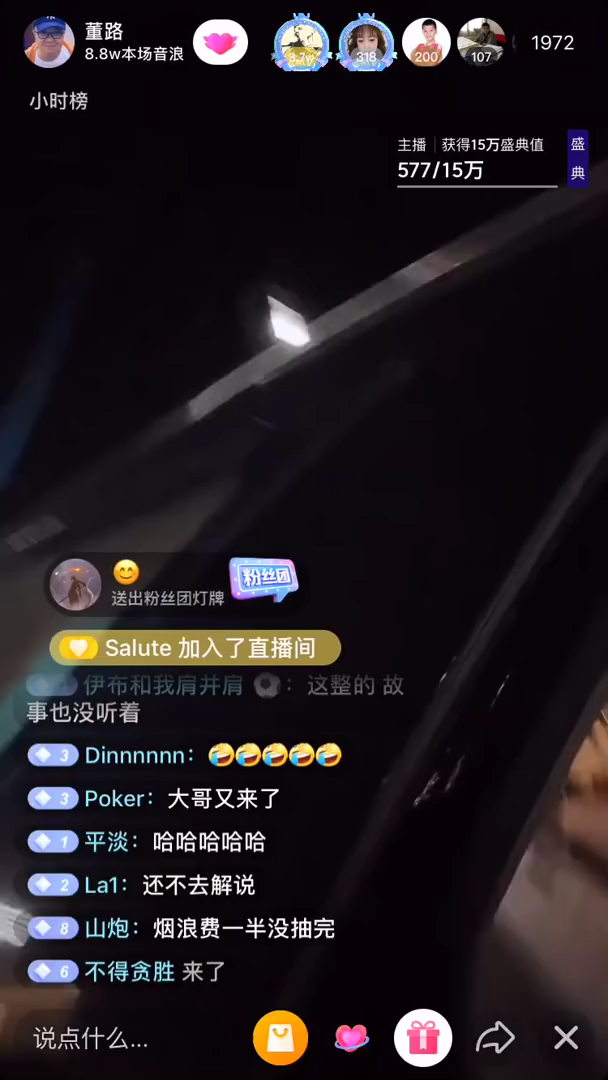 董路
8.8w本场音浪
9.7w
318
200
107
1972
小时榜
主播 获得15万盛典值
577/15万
盛典
送出粉丝团灯牌
粉丝团
Salute 加入了直播间
伊布和我肩并肩 ⚽： 这整的 故
事也没听着
3 Dinnnnnn：🤣🤣🤣🤣🤣
3 Poker：大哥又来了
1 平淡：哈哈哈哈哈
2 La1：还不去解说
8 山炮：烟浪费一半没抽完
6 不得贪胜 来了
说点什么...